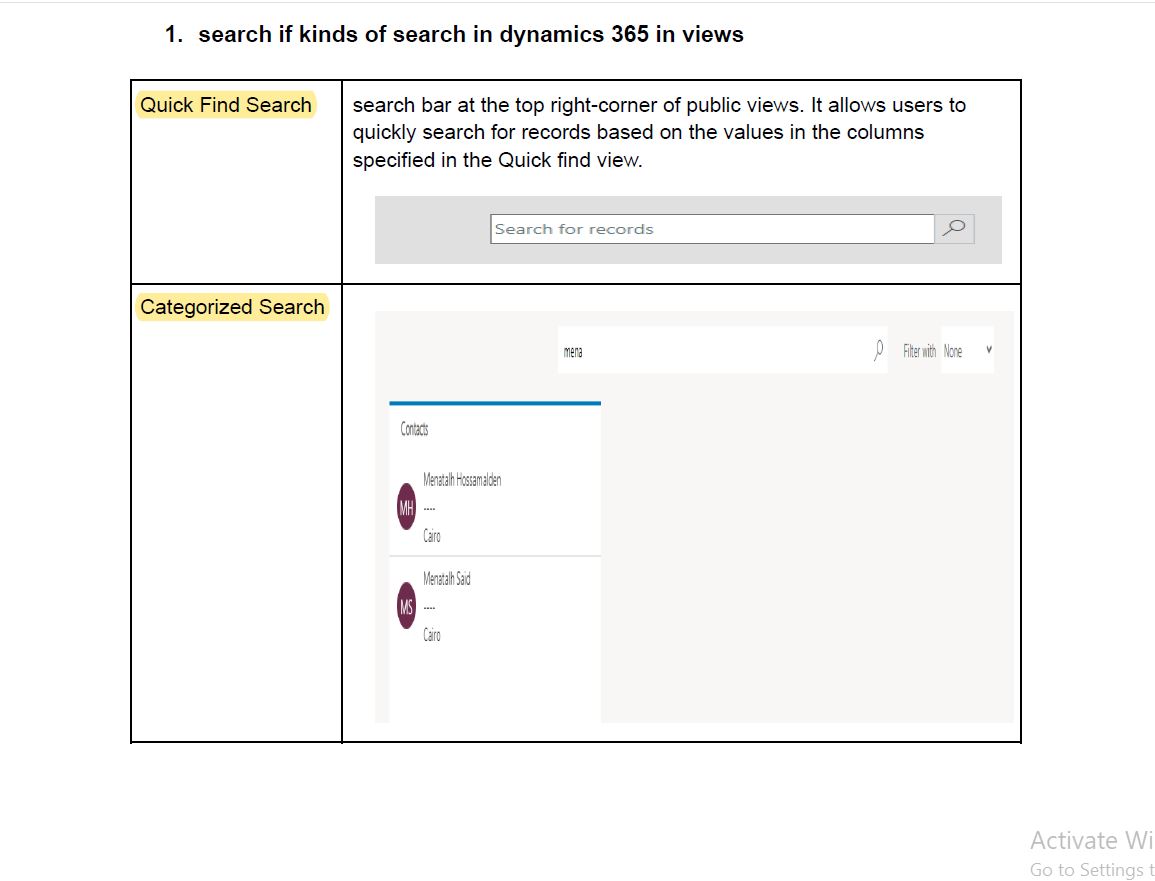 1. search if kinds of search in dynamics 365 in views
Quick Find Search
search bar at the top right-corner of public views. It allows users to
quickly search for records based on the values in the columns
specified in the Quick find view.
Search for records
Categorized Search
mena
Filter with None
Contacts
Menatalh Hossamalden
MH
----
Cairo
Menatalh Said
MS
----
Cairo
Activate Wi
Go to Settings t